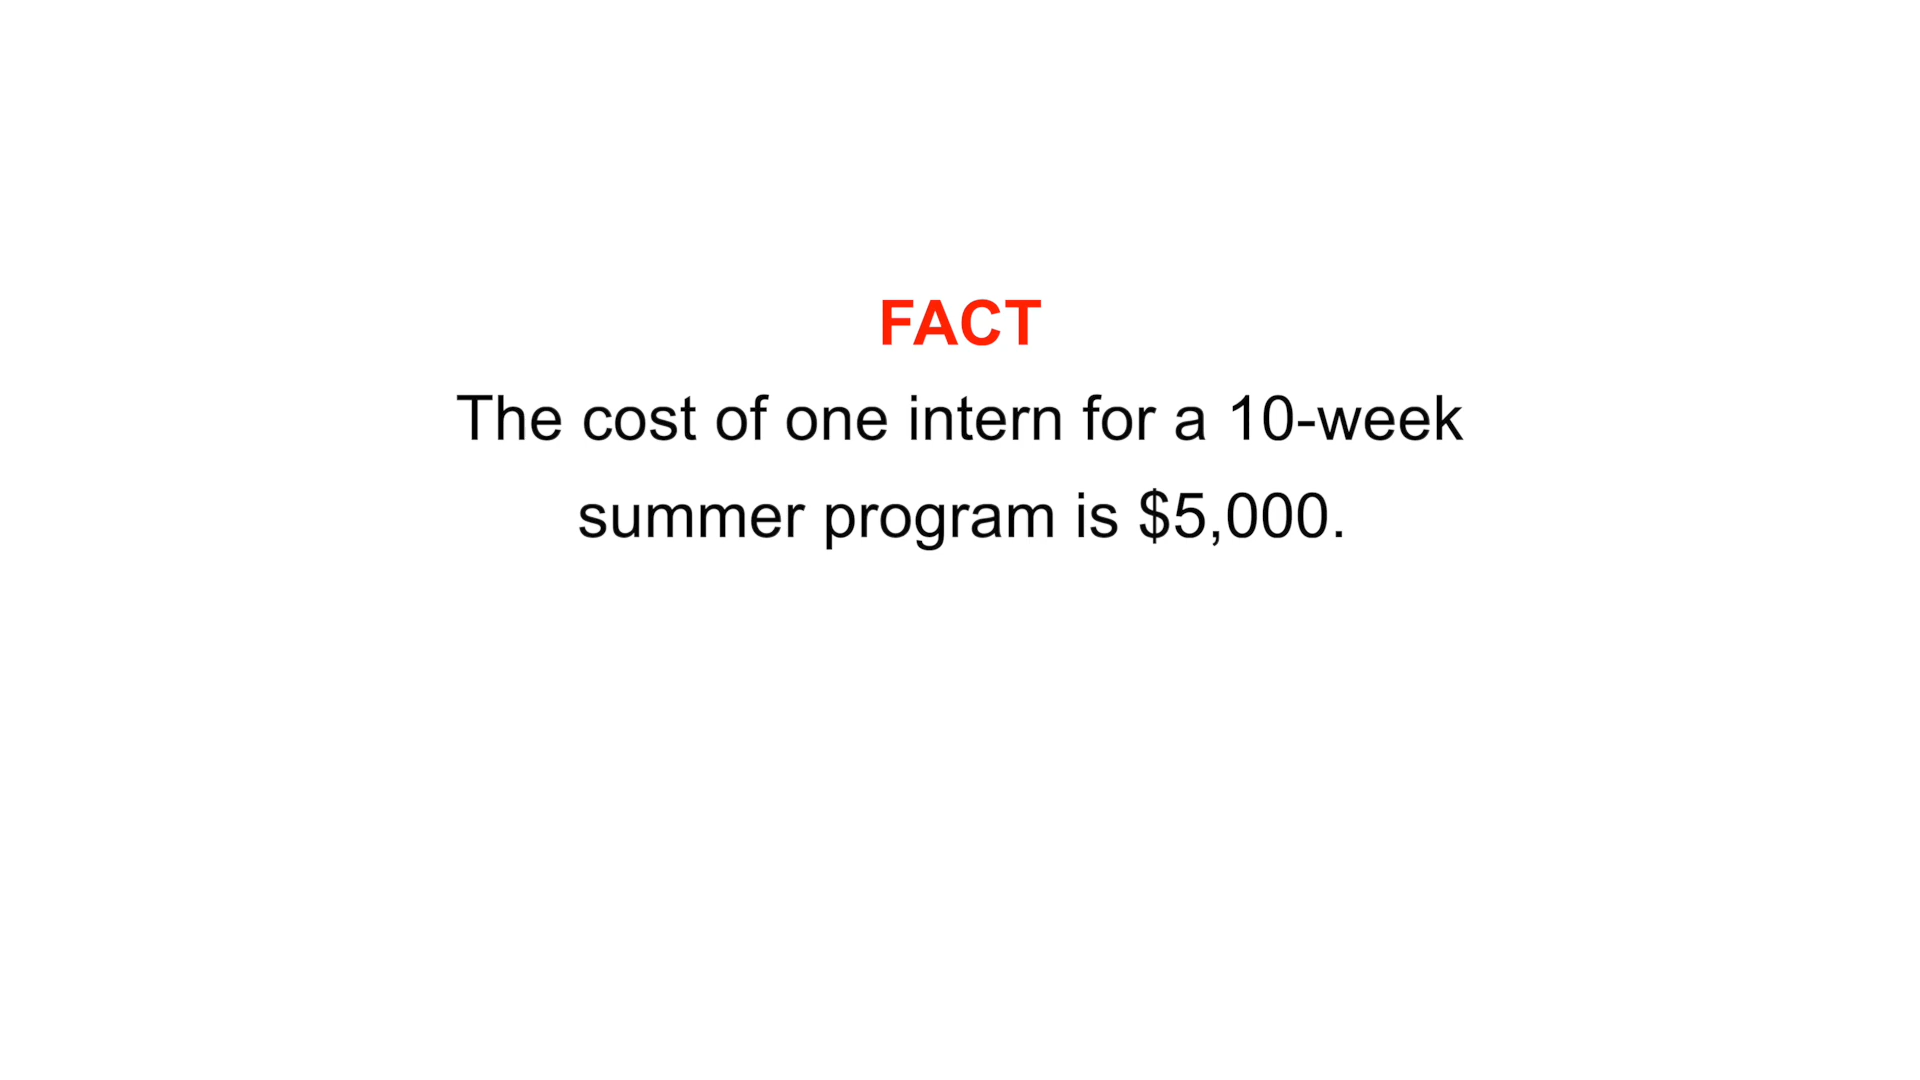 FACT
The cost of one intern for a 10-week
summer program is $5,000.